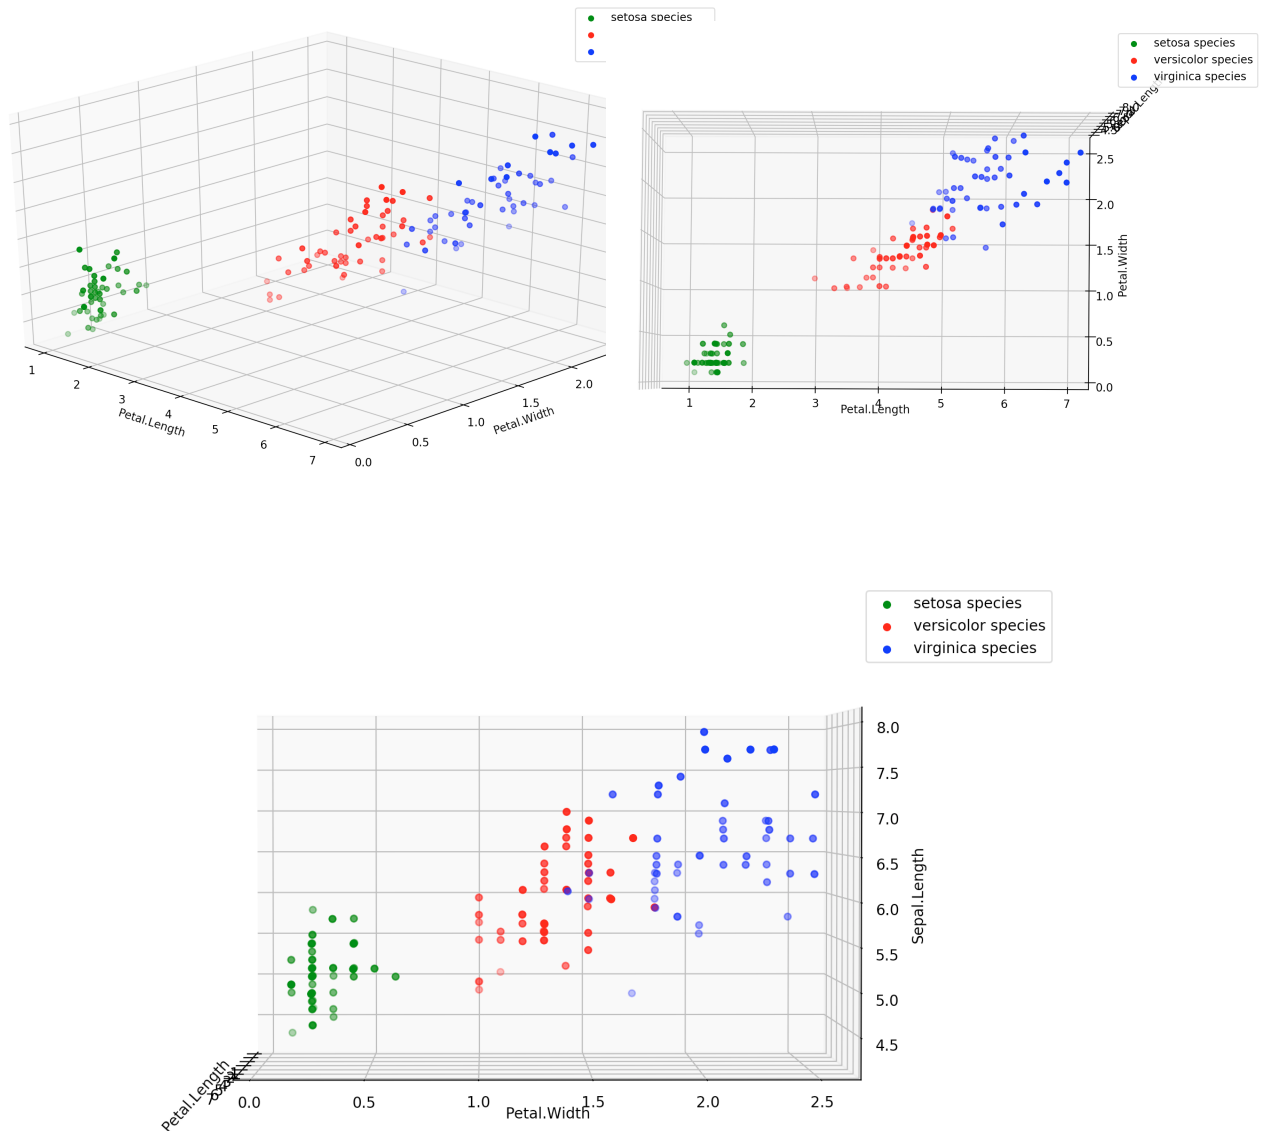 setosa species
1
2
3
4
5
6
7
Petal.Length
0.0
0.5
1.0
1.5
2.0
Petal.Width
setosa species
versicolor species
virginica species
2.5
2.0
1.5
1.0
0.5
0.0
Petal.Width
1 2 3 4 5 6 7
Petal.Length
setosa species
versicolor species
virginica species
8.0
7.5
7.0
6.5
6.0
5.5
5.0
4.5
Sepal.Length
Petal.Length
0.0 0.5 1.0 1.5 2.0 2.5
Petal.Width